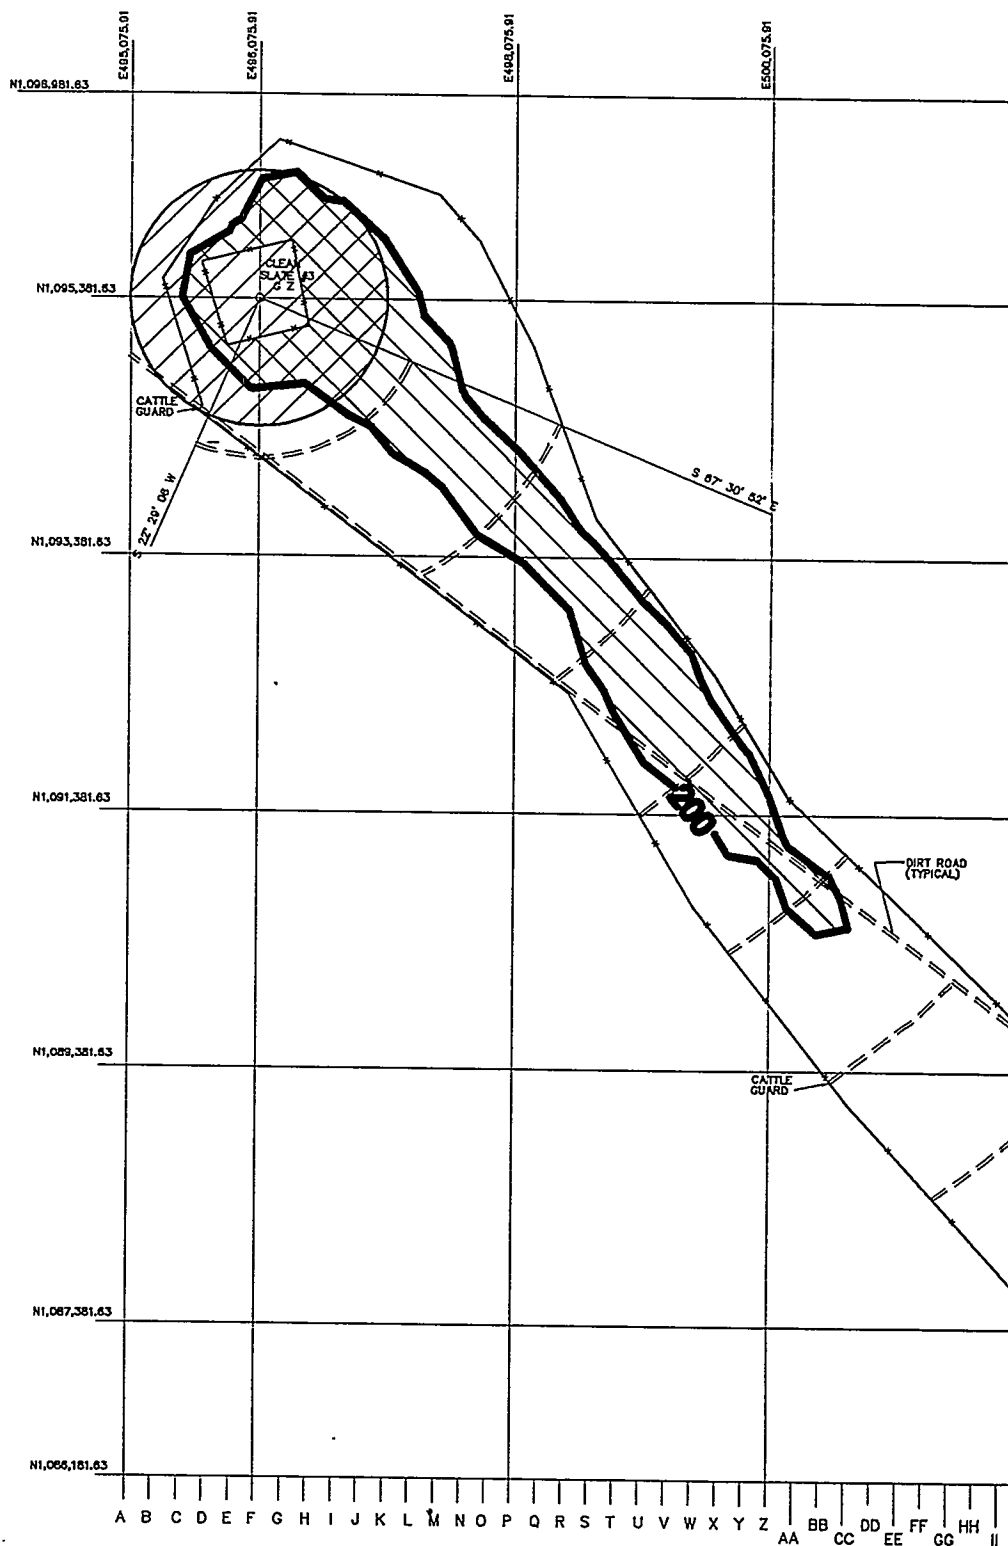 E495,075.91
E496,075.91
E498,075.91
E500,075.91
N1,096,981.63
CLEAN
SLATE #3
G Z
N1,095,381.63
CATTLE
GUARD
S 22° 29' 08" W
S 67° 30' 52" E
N1,093,381.63
200
N1,091,381.63
DIRT ROAD
(TYPICAL)
N1,089,381.63
CATTLE
GUARD
N1,087,381.63
N1,086,181.63
A B C D E F G H I J K L M N O P Q R S T U V W X Y Z AA BB CC DD EE FF GG HH II